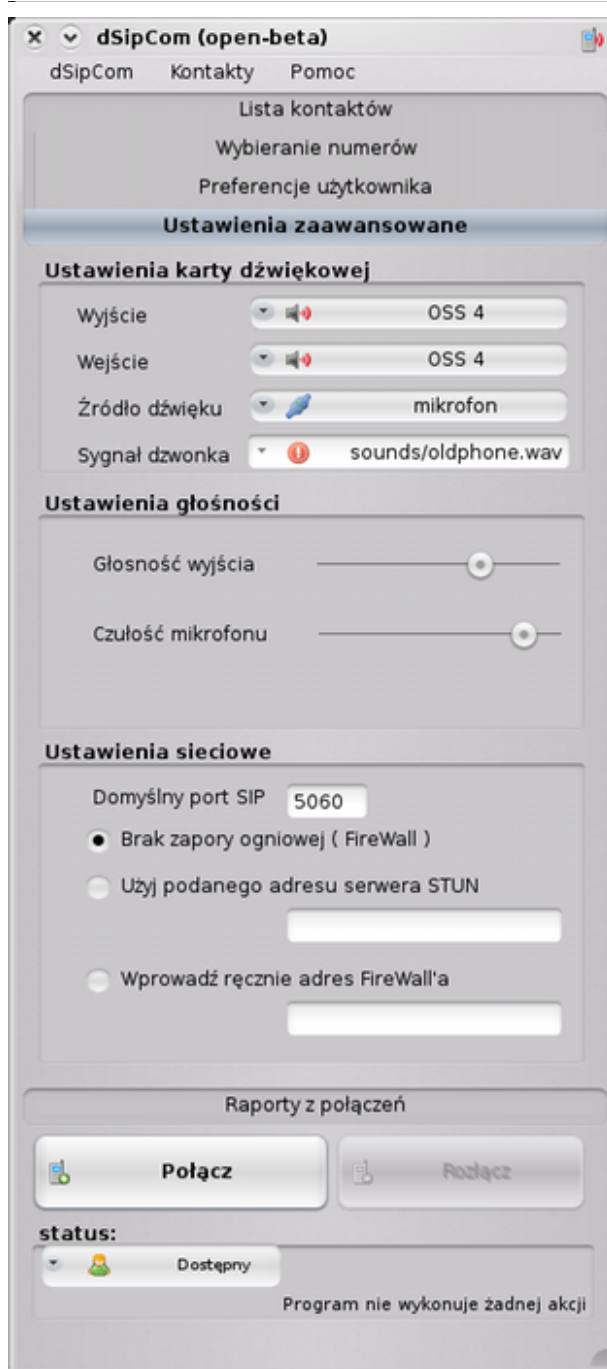 dSipCom (open-beta)
dSipCom Kontakty Pomoc
Lista kontaktów
Wybieranie numerów
Preferencje użytkownika
Ustawienia zaawansowane
Ustawienia karty dźwiękowej
Wyjście OSS 4
Wejście OSS 4
Źródło dźwięku mikrofon
Sygnał dzwonka sounds/oldphone.wav
Ustawienia głośności
Głosność wyjścia
Czułość mikrofonu
Ustawienia sieciowe
Domyślny port SIP 5060
Brak zapory ogniowej ( FireWall )
Użyj podanego adresu serwera STUN
Wprowadź ręcznie adres FireWall'a
Raporty z połączeń
Połącz Rozłącz
status:
Dostępny
Program nie wykonuje żadnej akcji